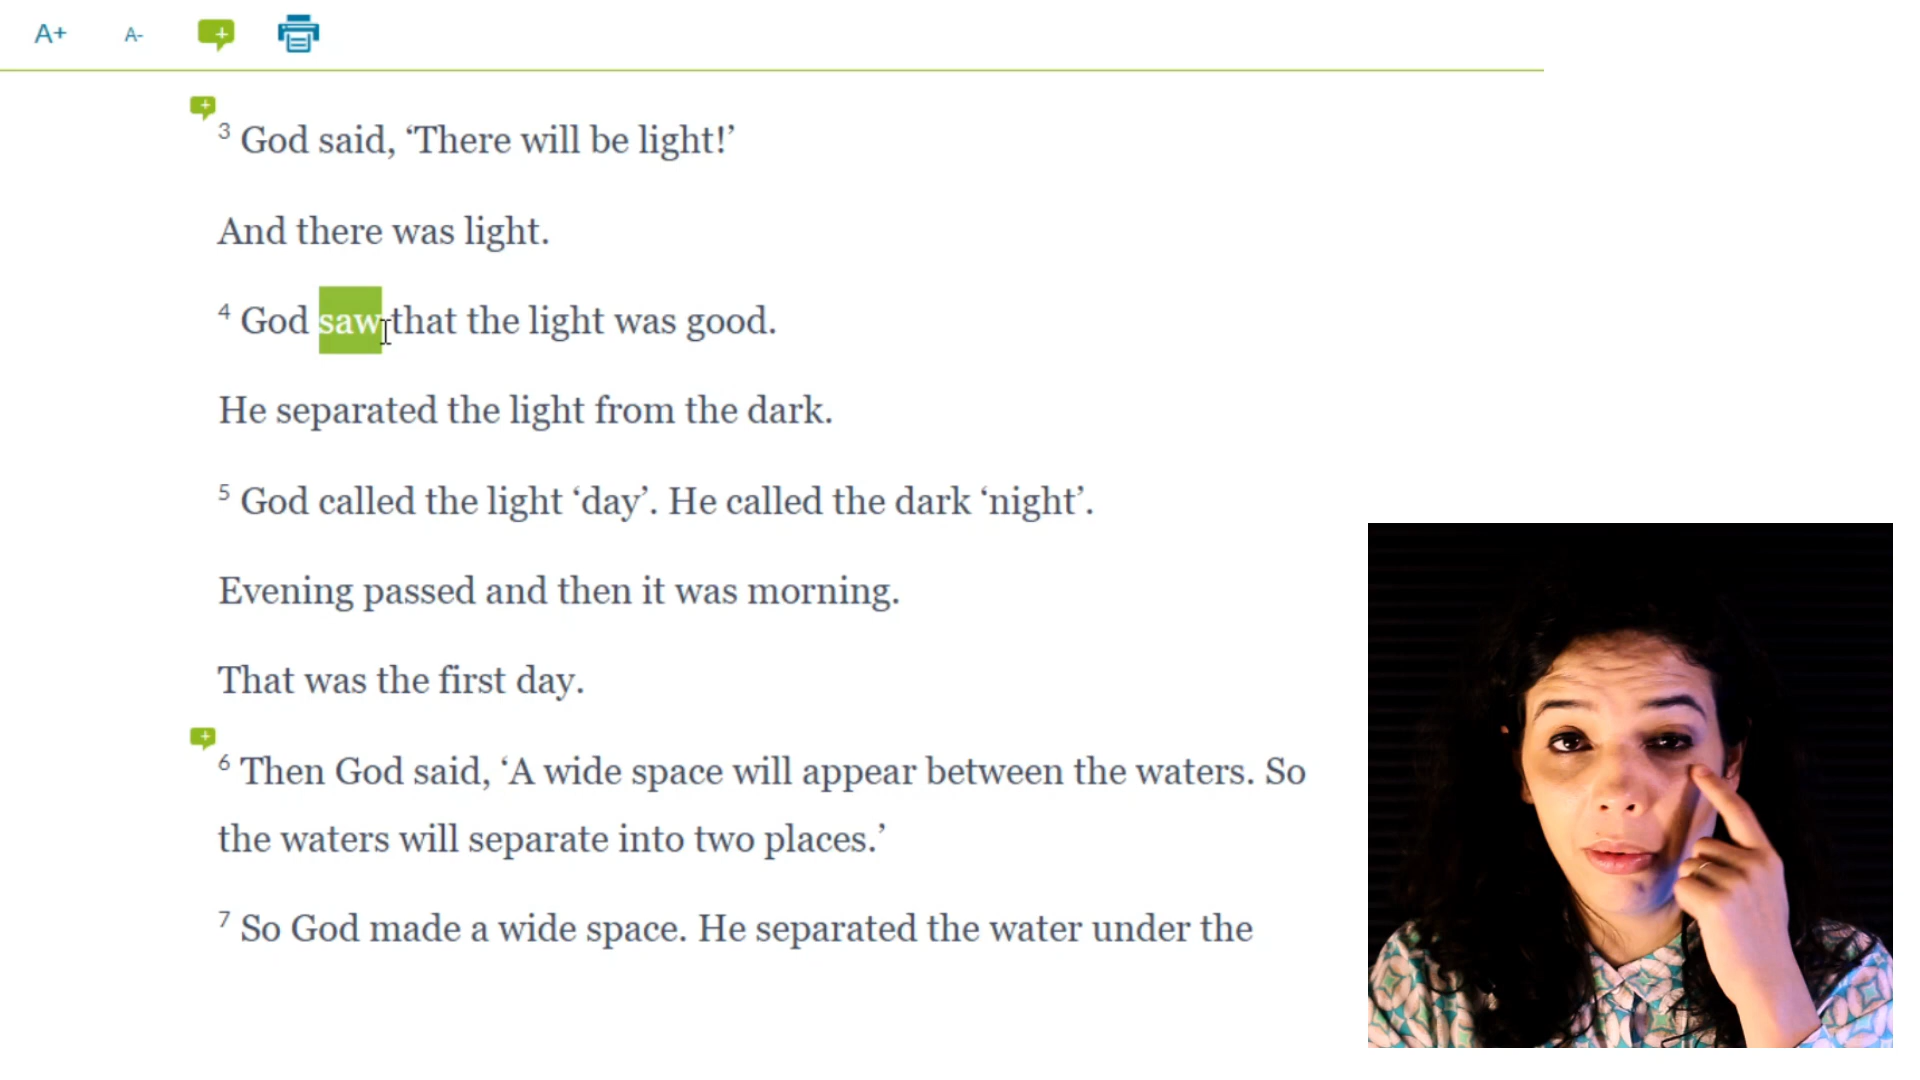 A+ A-
3 God said, ‘There will be light!’
And there was light.
4 God saw that the light was good.
He separated the light from the dark.
5 God called the light ‘day’. He called the dark ‘night’.
Evening passed and then it was morning.
That was the first day.
6 Then God said, ‘A wide space will appear between the waters. So
the waters will separate into two places.’
7 So God made a wide space. He separated the water under the